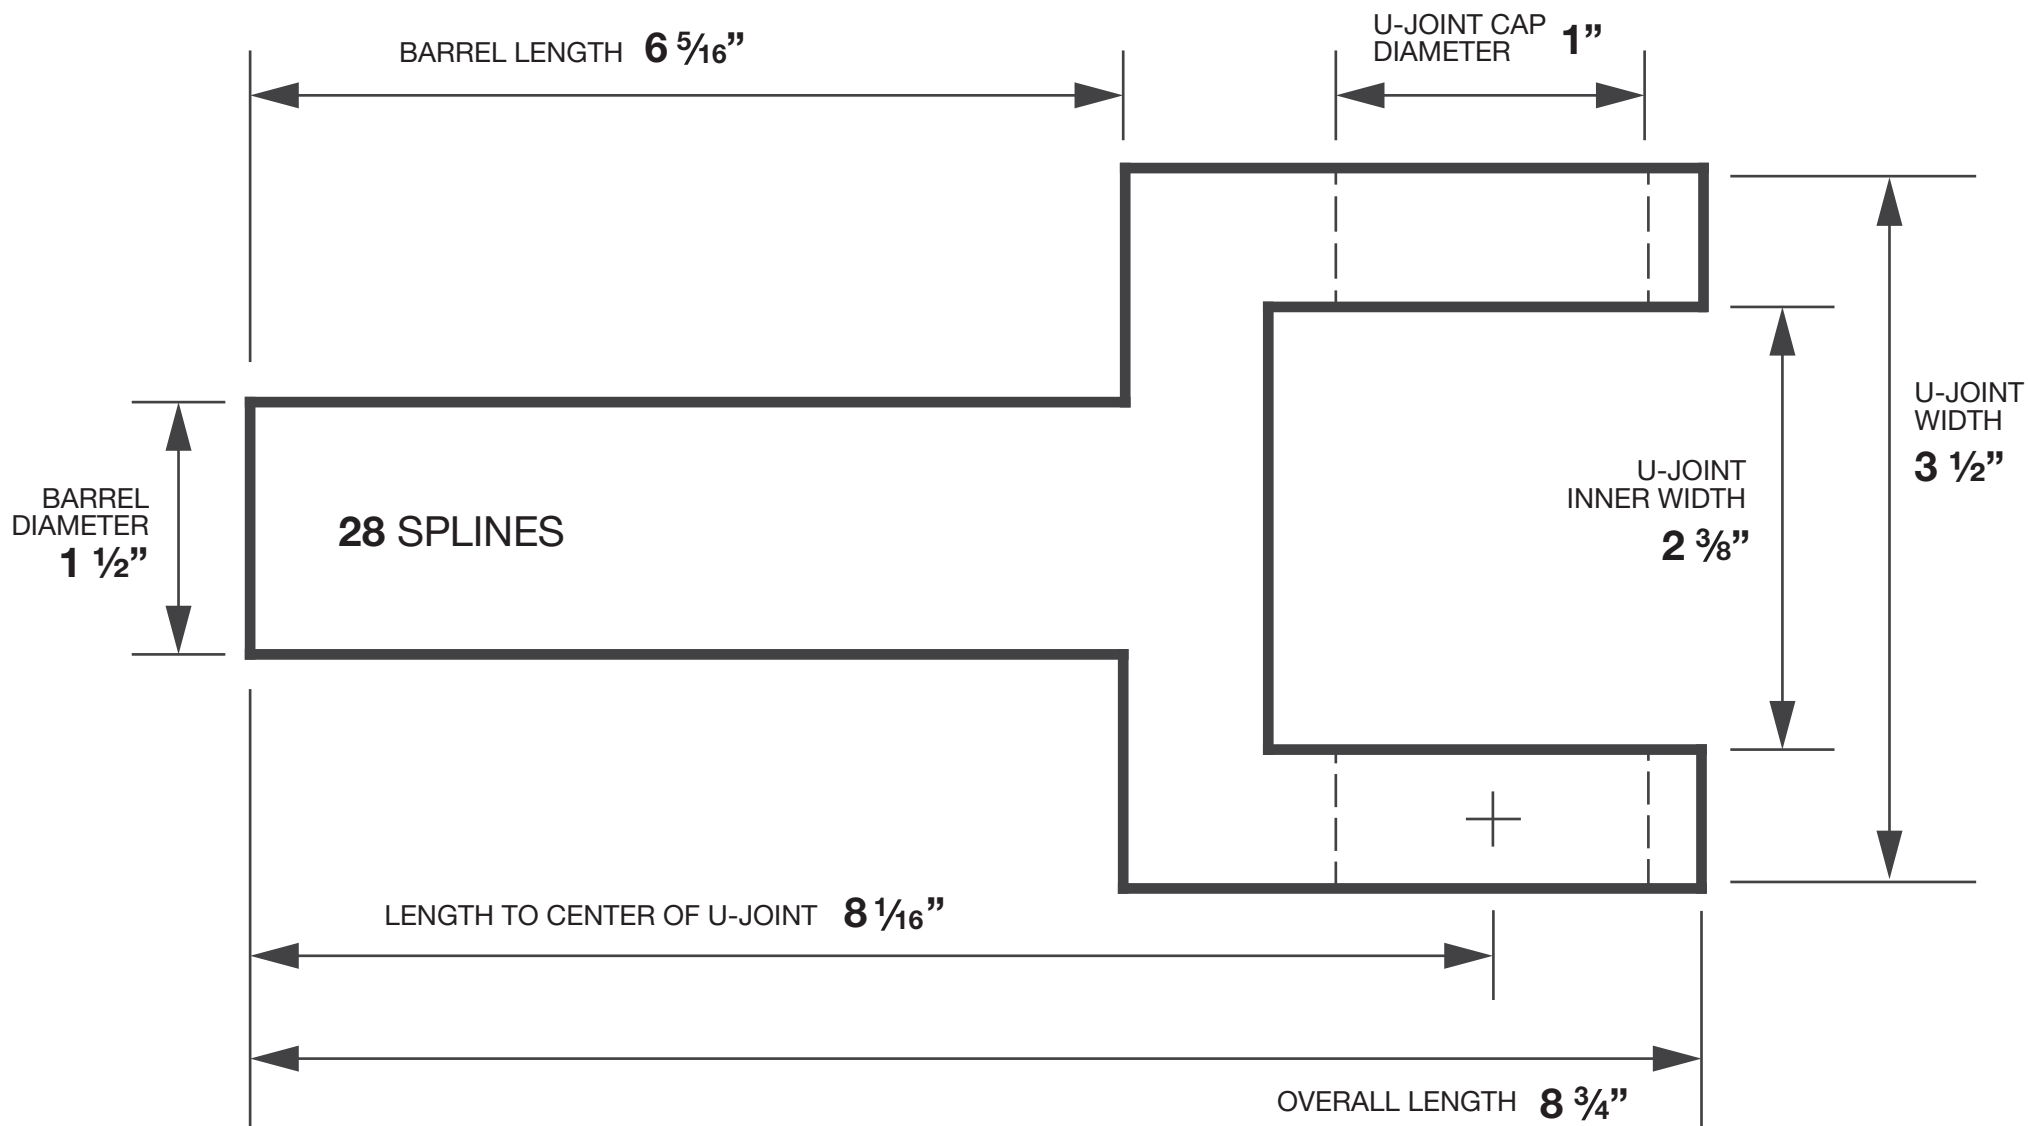 BARREL LENGTH 6 5⁄16”
U-JOINT CAP
DIAMETER 1”
U-JOINT
WIDTH
3 ½”
U-JOINT
INNER WIDTH
2 ⅜”
BARREL
DIAMETER
1 ½”
28 SPLINES
LENGTH TO CENTER OF U-JOINT 8 1⁄16”
OVERALL LENGTH 8 ¾”